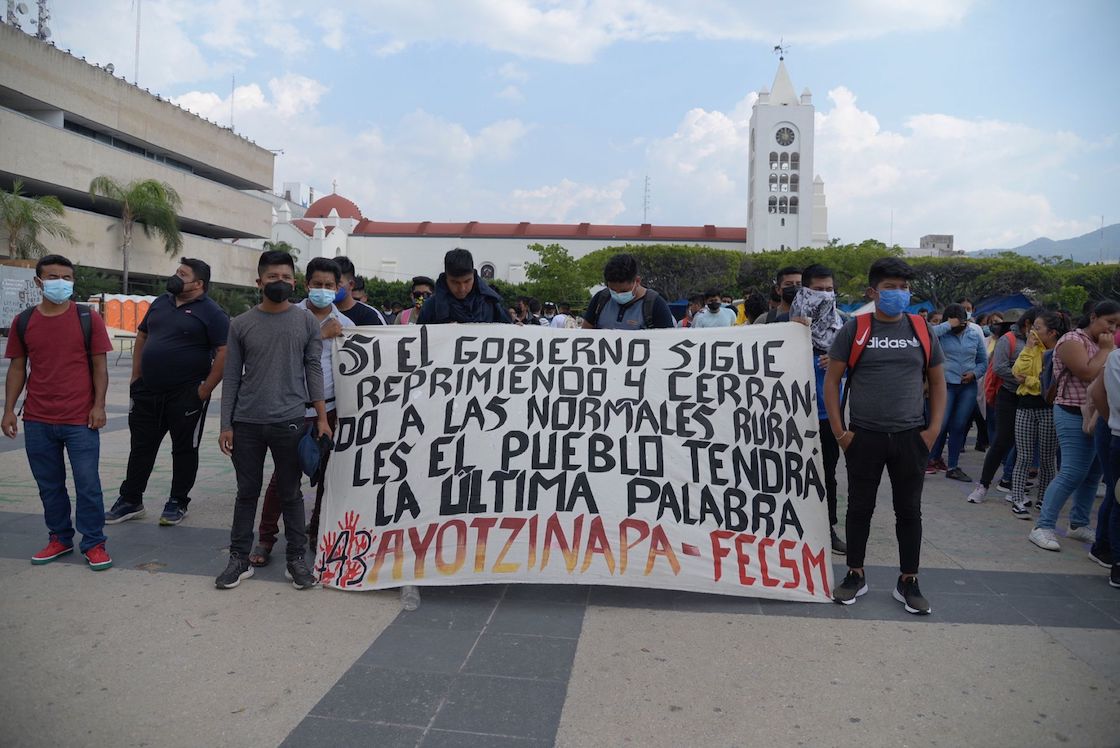 SI EL GOBIERNO SIGUE
REPRIMIENDO Y CERRAN-
DO A LAS NORMALES RURA-
LES EL PUEBLO TENDRÁ
LA ÚLTIMA PALABRA
43 AYOTZINAPA - FECSM
adidas